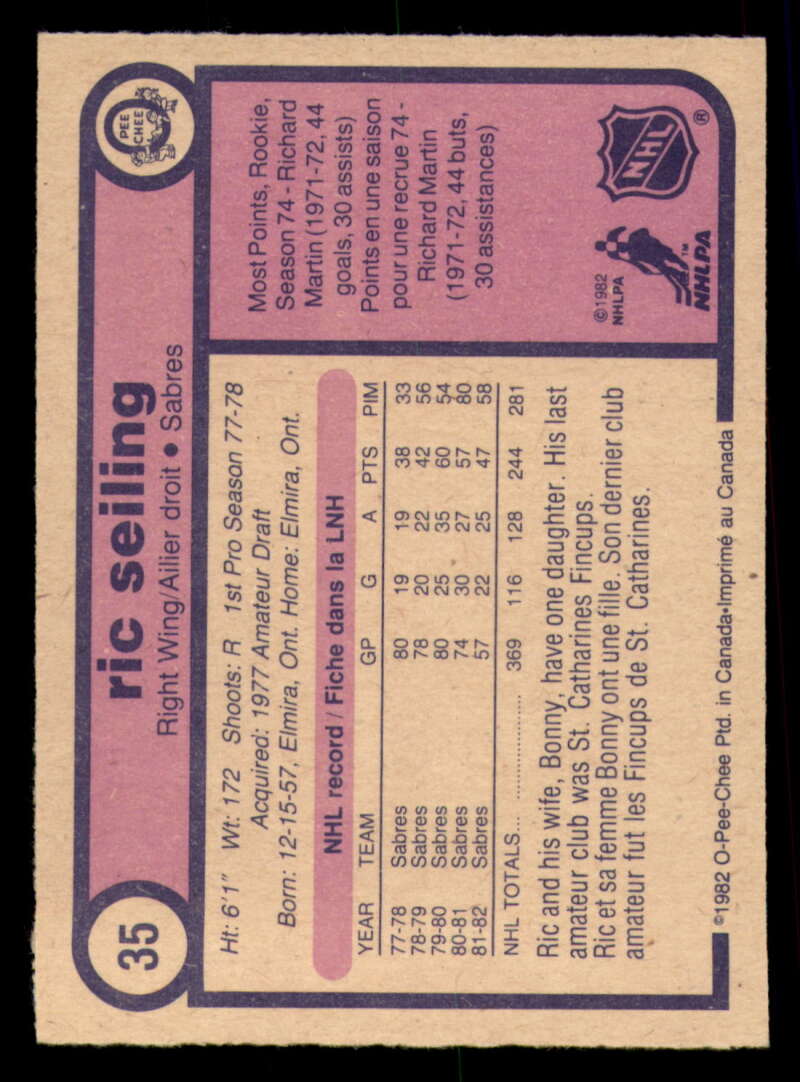 35
ric seiling
Right Wing/Ailier droit • Sabres
O
PEE
CHEE
Ht: 6'1" Wt: 172 Shoots: R 1st Pro Season 77-78
Acquired: 1977 Amateur Draft
Born: 12-15-57, Elmira, Ont. Home: Elmira, Ont.
NHL record / Fiche dans la LNH
YEAR TEAM GP G A PTS PIM
77-78 Sabres 80 19 19 38 33
78-79 Sabres 78 20 22 42 56
79-80 Sabres 80 25 35 60 54
80-81 Sabres 74 30 27 57 80
81-82 Sabres 57 22 25 47 58
NHL TOTALS... 369 116 128 244 281
Ric and his wife, Bonny, have one daughter. His last
amateur club was St. Catharines Fincups.
Ric et sa femme Bonny ont une fille. Son dernier club
amateur fut les Fincups de St. Catharines.
Most Points, Rookie,
Season 74 - Richard
Martin (1971-72, 44
goals, 30 assists)
Points en une saison
pour une recrue 74 -
Richard Martin
(1971-72, 44 buts,
30 assistances)
©1982
NHLPA
NHLPA™
NHL®
©1982 O-Pee-Chee Ptd. in Canada•Imprimé au Canada